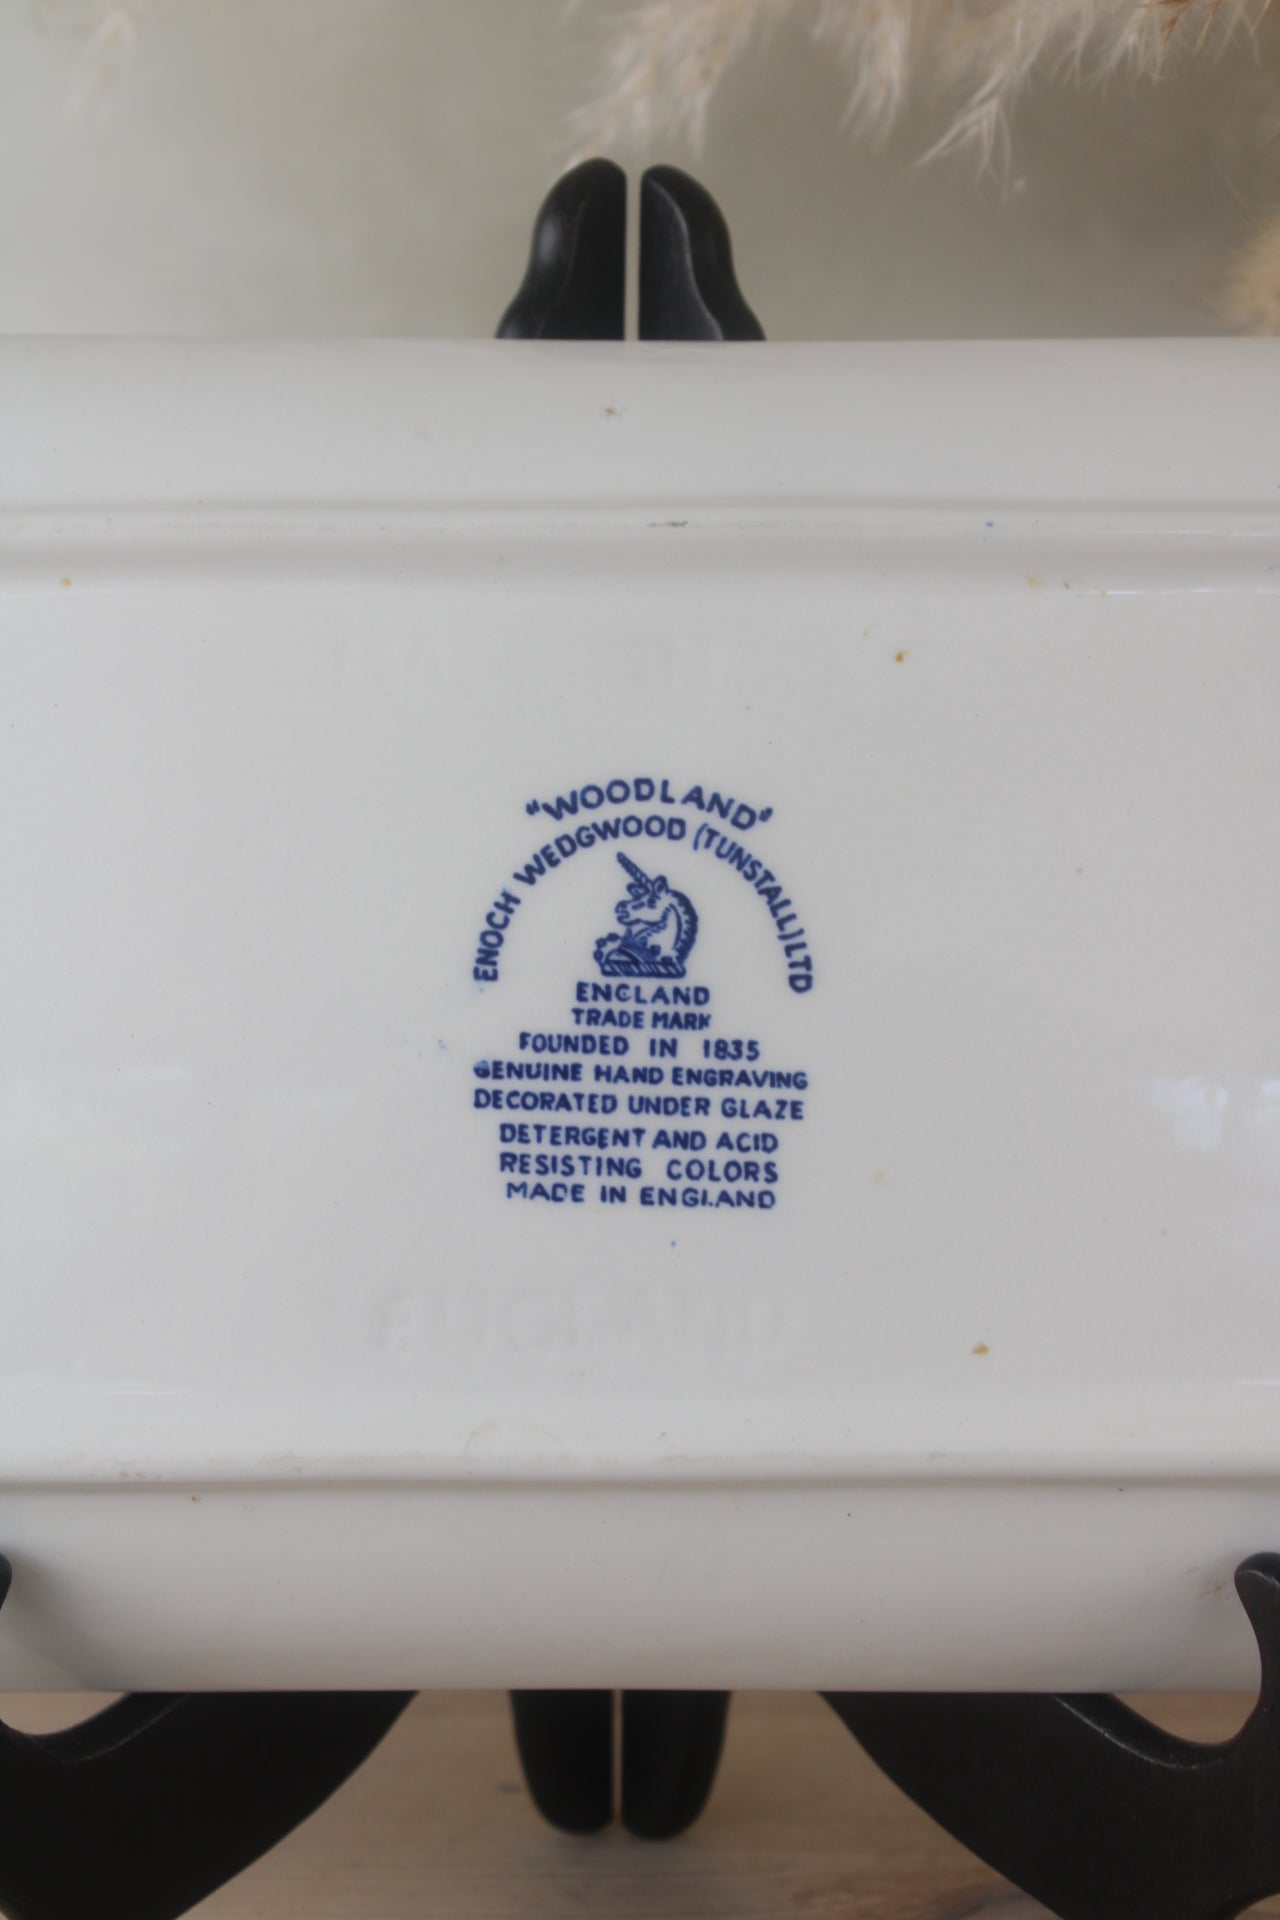 "WOODLAND"
ENOCH WEDGWOOD (TUNSTALL) LTD
ENGLAND
TRADE MARK
FOUNDED IN 1835
GENUINE HAND ENGRAVING
DECORATED UNDER GLAZE
DETERGENT AND ACID
RESISTING COLORS
MADE IN ENGLAND